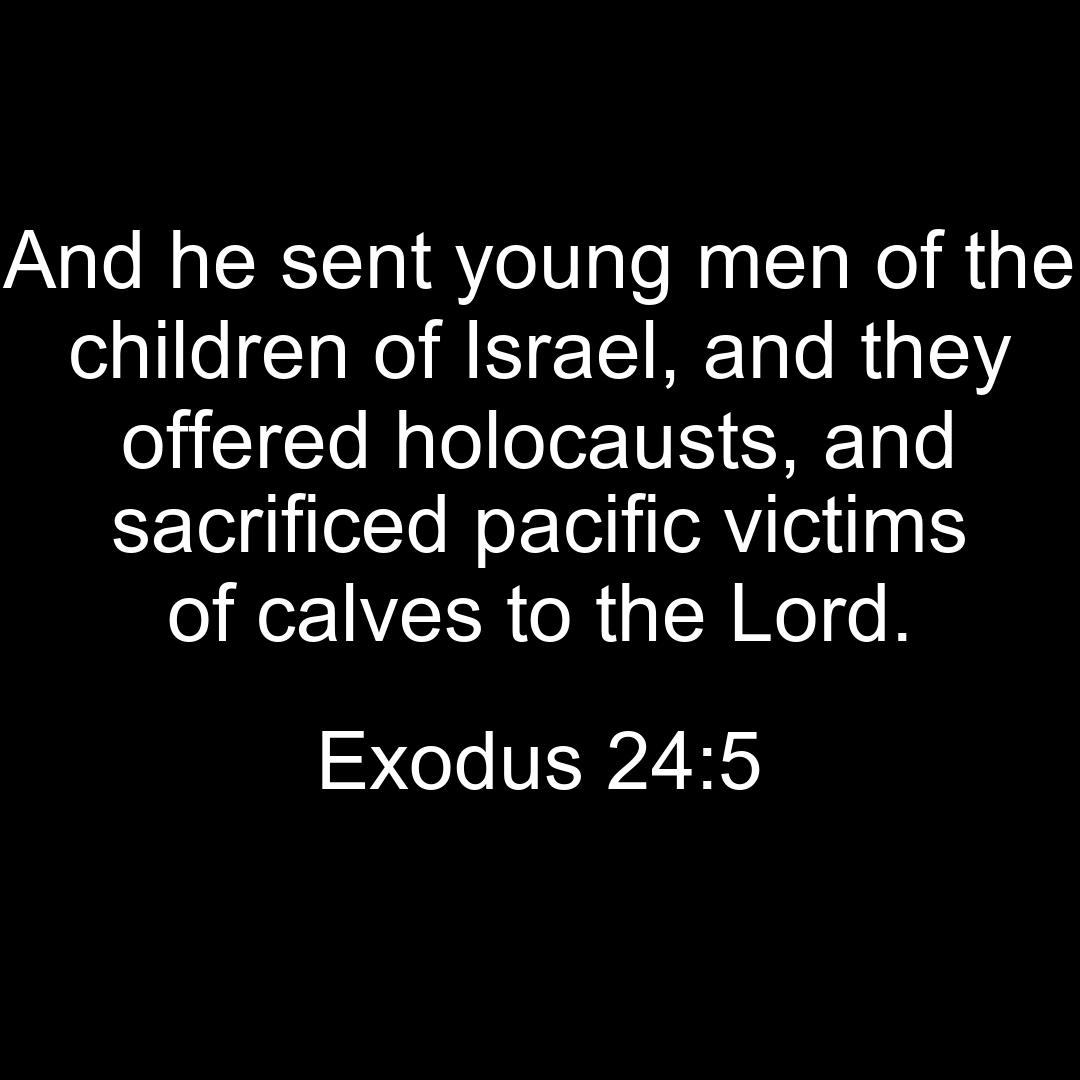 And he sent young men of the
children of Israel, and they
offered holocausts, and
sacrificed pacific victims
of calves to the Lord.
Exodus 24:5